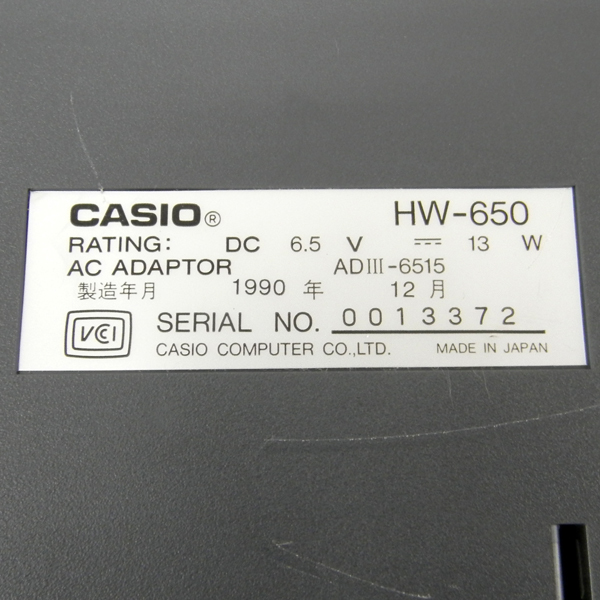 CASIO® HW-650
RATING: DC 6.5 V ⎓ 13 W
AC ADAPTOR ADIII-6515
製造年月 1990 年 12 月
VCI SERIAL NO. 0013372
CASIO COMPUTER CO.,LTD. MADE IN JAPAN